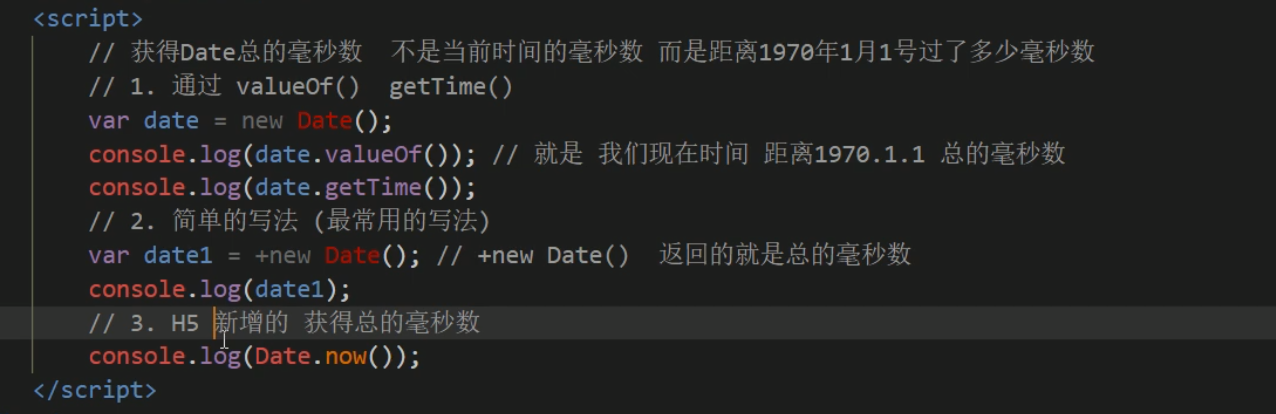 <script>
// 获得Date总的毫秒数  不是当前时间的毫秒数 而是距离1970年1月1号过了多少毫秒数
// 1. 通过 valueOf()  getTime()
var date = new Date();
console.log(date.valueOf()); // 就是 我们现在时间 距离1970.1.1 总的毫秒数
console.log(date.getTime());
// 2. 简单的写法 (最常用的写法)
var date1 = +new Date(); // +new Date()  返回的就是总的毫秒数
console.log(date1);
// 3. H5 新增的 获得总的毫秒数
console.log(Date.now());
</script>